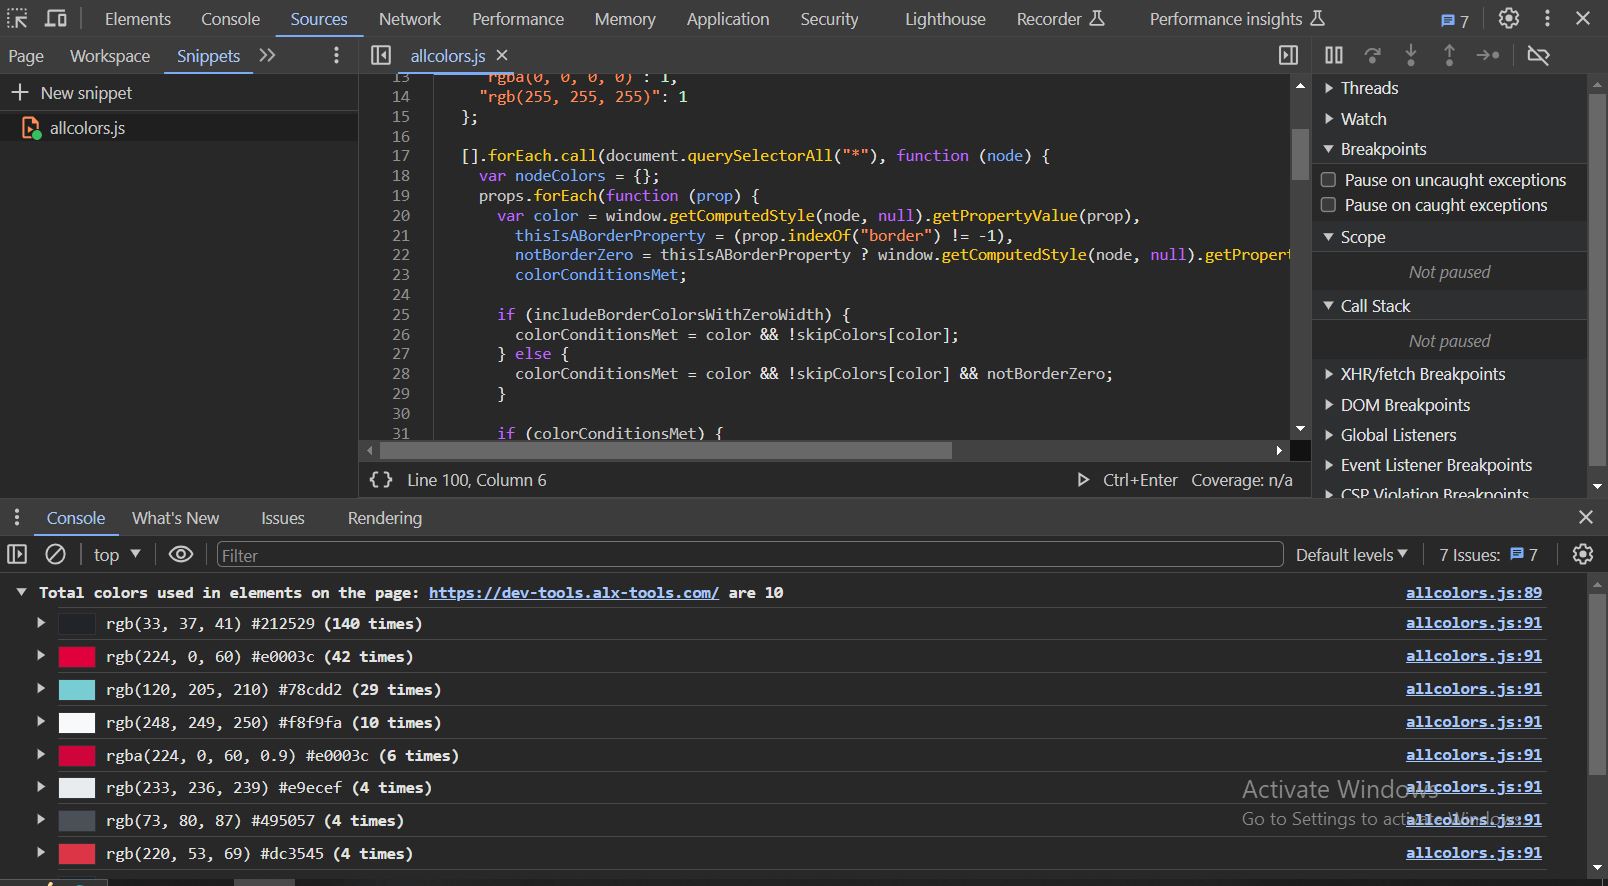 Elements Console Sources Network Performance Memory Application Security Lighthouse Recorder Performance insights 7
Page Workspace Snippets allcolors.js
New snippet
allcolors.js
13 "rgba(0, 0, 0, 0)": 1,
14 "rgb(255, 255, 255)": 1
15 };
16
17 [].forEach.call(document.querySelectorAll("*"), function (node) {
18 var nodeColors = {};
19 props.forEach(function (prop) {
20 var color = window.getComputedStyle(node, null).getPropertyValue(prop),
21 thisIsABorderProperty = (prop.indexOf("border") != -1),
22 notBorderZero = thisIsABorderProperty ? window.getComputedStyle(node, null).getPropert
23 colorConditionsMet;
24
25 if (includeBorderColorsWithZeroWidth) {
26 colorConditionsMet = color && !skipColors[color];
27 } else {
28 colorConditionsMet = color && !skipColors[color] && notBorderZero;
29 }
30
31 if (colorConditionsMet) {
{} Line 100, Column 6 Ctrl+Enter Coverage: n/a
Threads
Watch
Breakpoints
Pause on uncaught exceptions
Pause on caught exceptions
Scope
Not paused
Call Stack
Not paused
XHR/fetch Breakpoints
DOM Breakpoints
Global Listeners
Event Listener Breakpoints
CSP Violation Breakpoints
Console What's New Issues Rendering
top Filter Default levels 7 Issues: 7
Total colors used in elements on the page: https://dev-tools.alx-tools.com/ are 10 allcolors.js:89
rgb(33, 37, 41) #212529 (140 times) allcolors.js:91
rgb(224, 0, 60) #e0003c (42 times) allcolors.js:91
rgb(120, 205, 210) #78cdd2 (29 times) allcolors.js:91
rgb(248, 249, 250) #f8f9fa (10 times) allcolors.js:91
rgba(224, 0, 60, 0.9) #e0003c (6 times) allcolors.js:91
rgb(233, 236, 239) #e9ecef (4 times) allcolors.js:91
rgb(73, 80, 87) #495057 (4 times) allcolors.js:91
rgb(220, 53, 69) #dc3545 (4 times) allcolors.js:91
Activate Windows
Go to Settings to activate Windows.